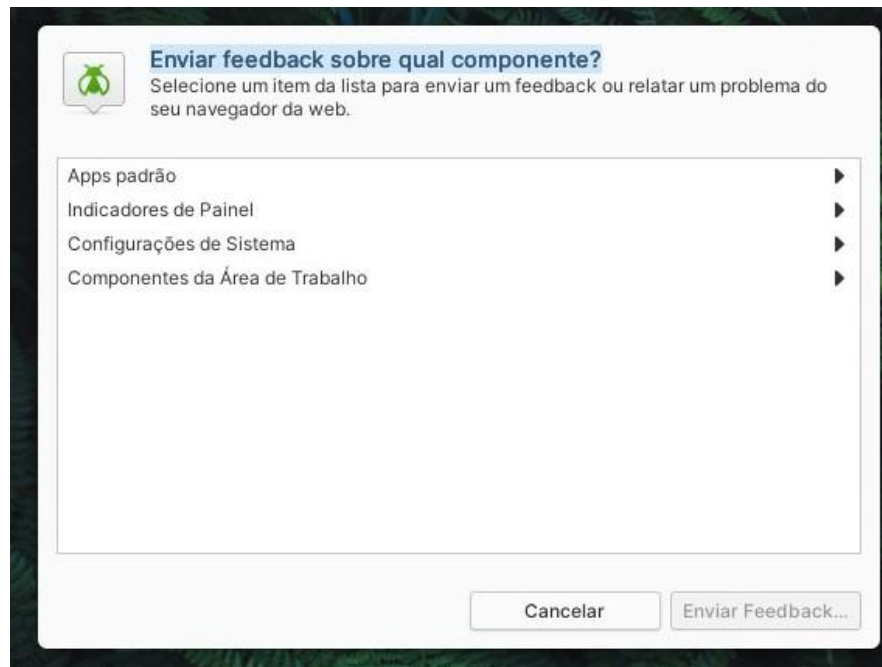 Enviar feedback sobre qual componente?
Selecione um item da lista para enviar um feedback ou relatar um problema do
seu navegador da web.
Apps padrão
Indicadores de Painel
Configurações de Sistema
Componentes da Área de Trabalho
Cancelar
Enviar Feedback...